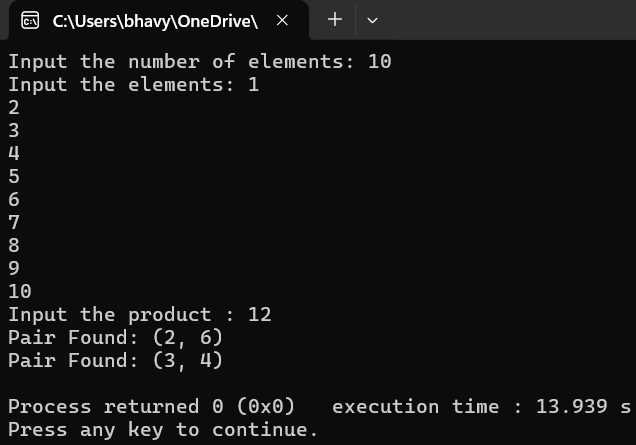 C:\Users\bhavy\OneDrive\
Input the number of elements: 10
Input the elements: 1
2
3
4
5
6
7
8
9
10
Input the product : 12
Pair Found: (2, 6)
Pair Found: (3, 4)
Process returned 0 (0x0)   execution time : 13.939 s
Press any key to continue.